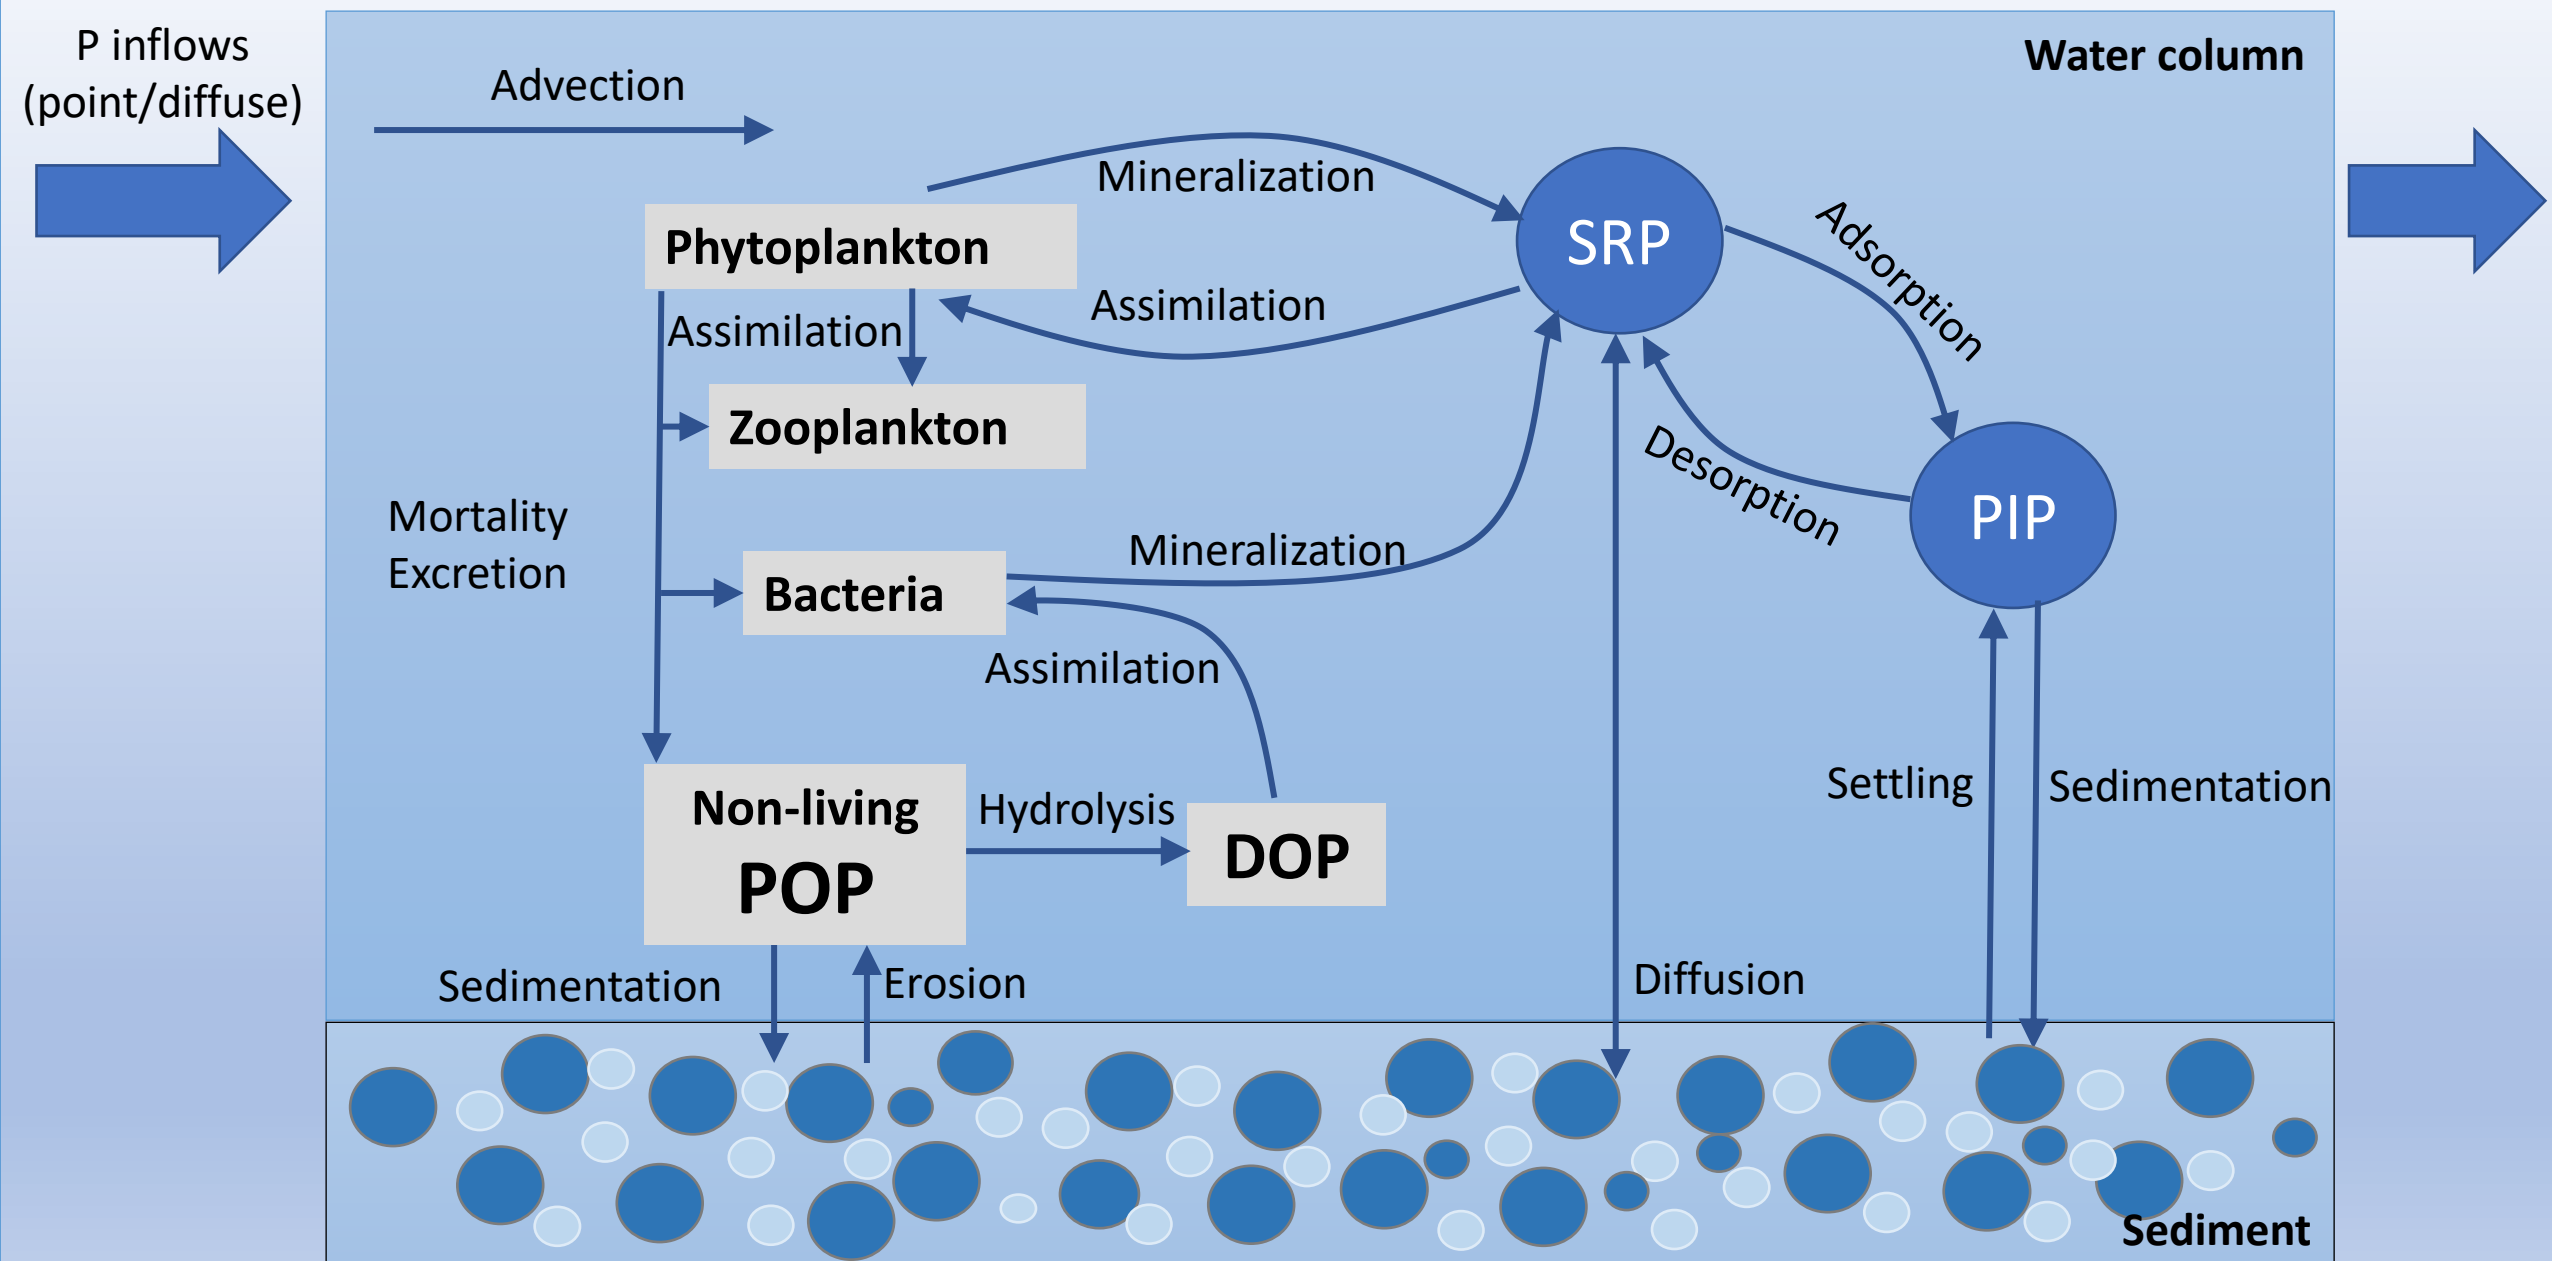 P inflows
(point/diffuse)
Water column
Advection
Mineralization
SRP
Adsorption
Phytoplankton
Assimilation
Assimilation
Zooplankton
Desorption
PIP
Mortality
Excretion
Mineralization
Bacteria
Assimilation
Settling
Sedimentation
Non-living
POP
Hydrolysis
DOP
Sedimentation
Erosion
Diffusion
Sediment